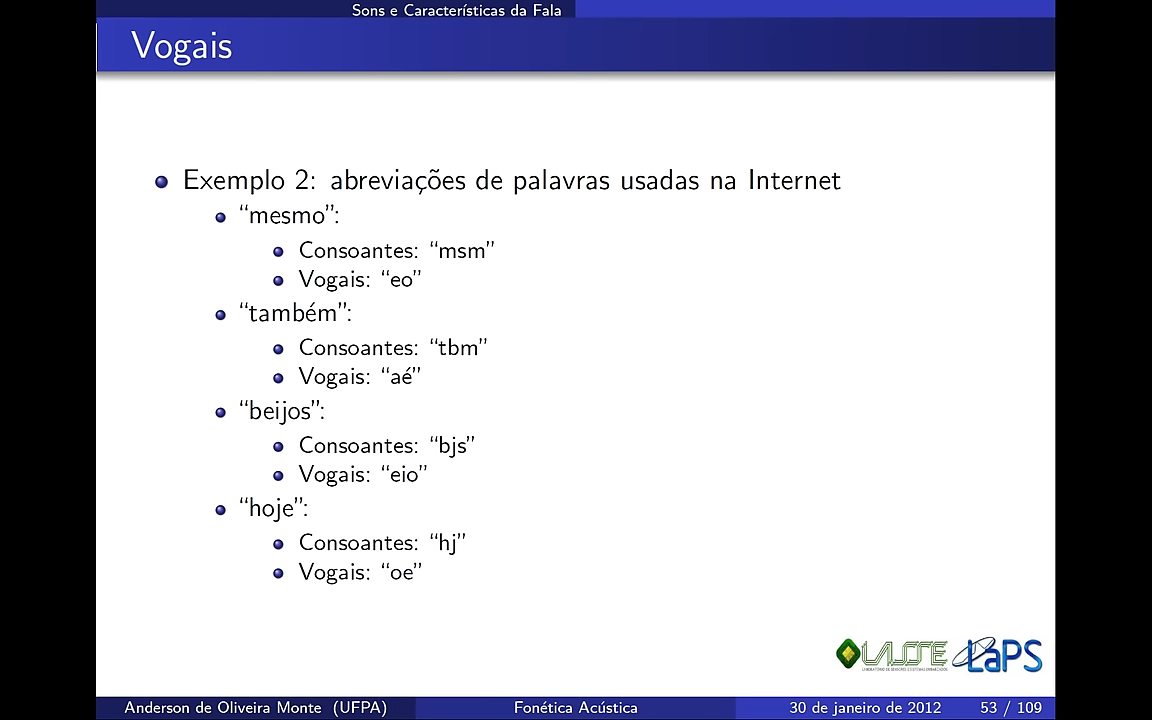 Sons e Características da Fala
Vogais
Exemplo 2: abreviações de palavras usadas na Internet
“mesmo”:
Consoantes: “msm”
Vogais: “eo”
“também”:
Consoantes: “tbm”
Vogais: “aé”
“beijos”:
Consoantes: “bjs”
Vogais: “eio”
“hoje”:
Consoantes: “hj”
Vogais: “oe”
LASSE LaPS
Anderson de Oliveira Monte (UFPA) Fonética Acústica 30 de janeiro de 2012 53 / 109